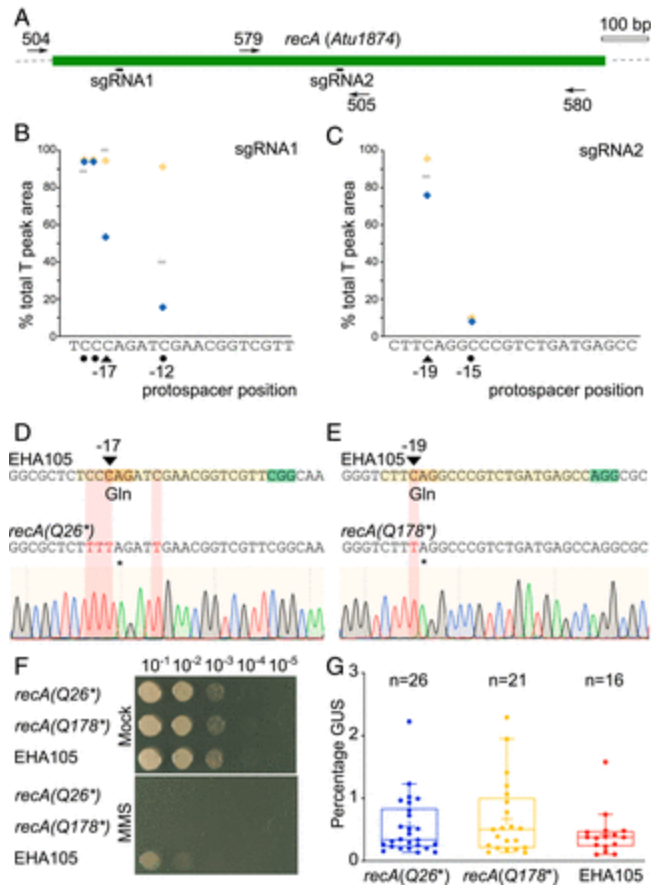 A
504
579
recA (Atu1874)
100 bp
sgRNA1
sgRNA2
505
580
B
sgRNA1
% total T peak area
100
80
60
40
20
0
TCCCAGATCGAACGGTCGTT
-17
-12
protospacer position
C
sgRNA2
% total T peak area
100
80
60
40
20
0
CTTCAGGCCCGTCTGATGAGCC
-19
-15
protospacer position
D
-17
EHA105
GGCGCTCTCCCAGATCGAACGGTCGTTCGGCAA
Gln
recA(Q26*)
GGCGCTCTTTTAGATTGAACGGTCGTTCGGCAA
*
E
-19
EHA105
GGGTCTTCAGGCCCGTCTGATGAGCCAGGCGC
Gln
recA(Q178*)
GGGTCTTTAGGCCCGTCTGATGAGCCAGGCGC
*
F
10-1 10-2 10-3 10-4 10-5
recA(Q26*)
recA(Q178*)
EHA105
Mock
recA(Q26*)
recA(Q178*)
EHA105
MMS
G
n=26
n=21
n=16
Percentage GUS
3
2
1
0
recA(Q26*)
recA(Q178*)
EHA105